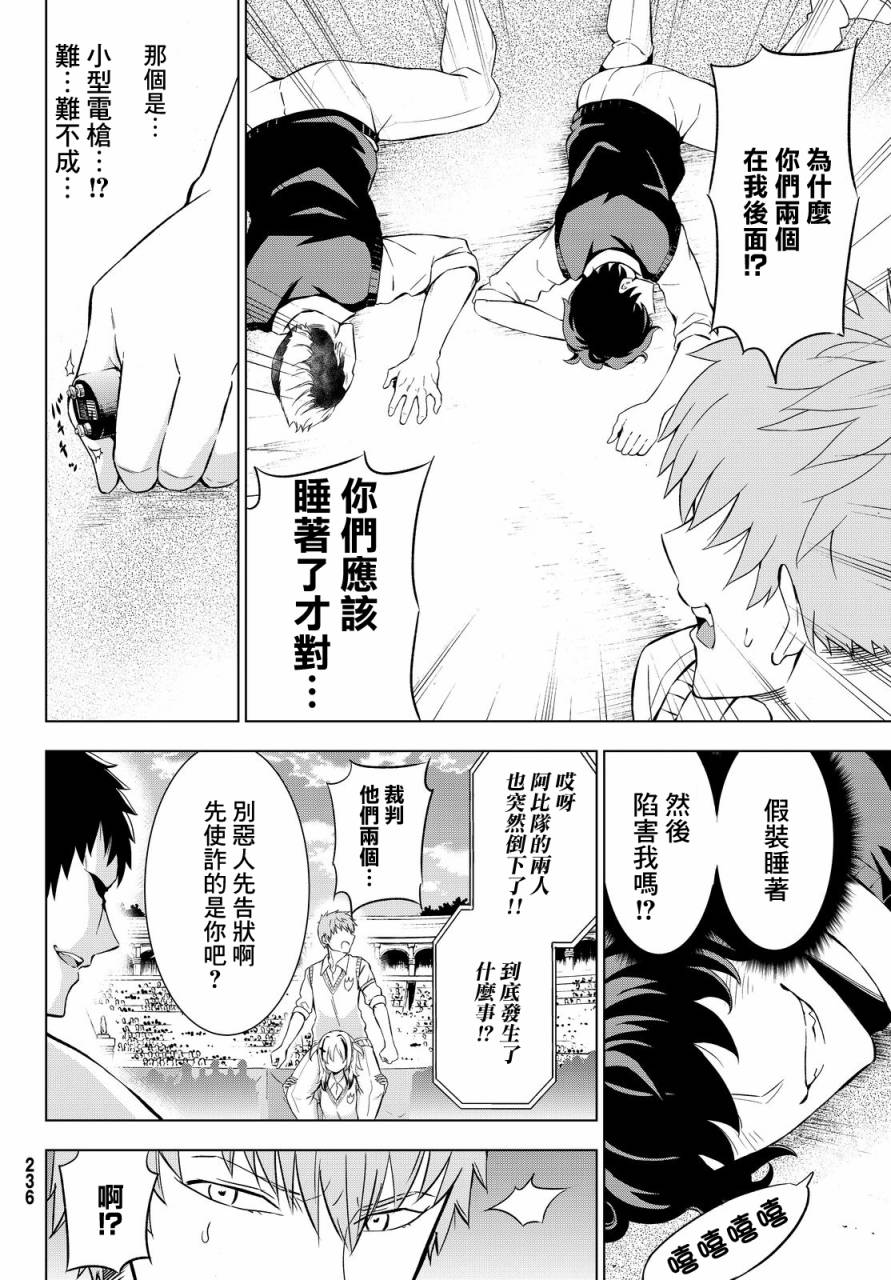 為什麼
你們兩個
在我後面!?
你們應該
睡著了才對…
那個是…
小型電槍…!?
難…難不成…
假裝睡著
然後
陷害我嗎!?
嘻嘻嘻嘻
哎呀
阿比隊的兩人
也突然倒下了!!
到底發生了
什麼事!?
裁判
他們兩個…
別惡人先告狀啊
先使詐的是你吧?
啊!?
236